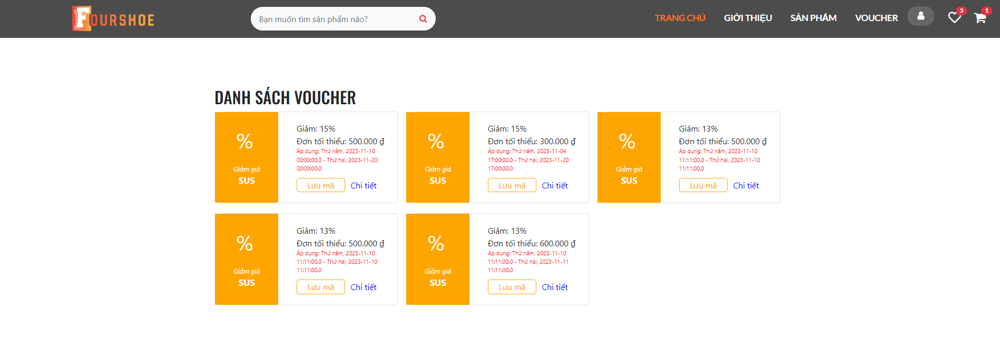 FOURSHOE
Bạn muốn tìm sản phẩm nào?
TRANG CHỦ
GIỚI THIỆU
SẢN PHẨM
VOUCHER
5
1
DANH SÁCH VOUCHER
%
Giảm giá
SUS
Giảm: 15%
Đơn tối thiểu: 500.000 ₫
Áp dụng: Thứ năm, 2023-11-10
00:00:00.0 - Thứ hai, 2023-11-20
00:00:00.0
Lưu mã
Chi tiết
%
Giảm giá
SUS
Giảm: 15%
Đơn tối thiểu: 300.000 ₫
Áp dụng: Thứ năm, 2023-11-04
17:00:00.0 - Thứ hai, 2023-11-20
17:00:00.0
Lưu mã
Chi tiết
%
Giảm giá
SUS
Giảm: 13%
Đơn tối thiểu: 500.000 ₫
Áp dụng: Thứ năm, 2023-11-10
11:11:00.0 - Thứ hai, 2023-11-10
11:11:00.0
Lưu mã
Chi tiết
%
Giảm giá
SUS
Giảm: 13%
Đơn tối thiểu: 500.000 ₫
Áp dụng: Thứ năm, 2023-11-10
11:11:00.0 - Thứ hai, 2023-11-10
11:11:00.0
Lưu mã
Chi tiết
%
Giảm giá
SUS
Giảm: 13%
Đơn tối thiểu: 600.000 ₫
Áp dụng: Thứ năm, 2023-11-10
11:11:00.0 - Thứ hai, 2023-11-11
11:11:00.0
Lưu mã
Chi tiết